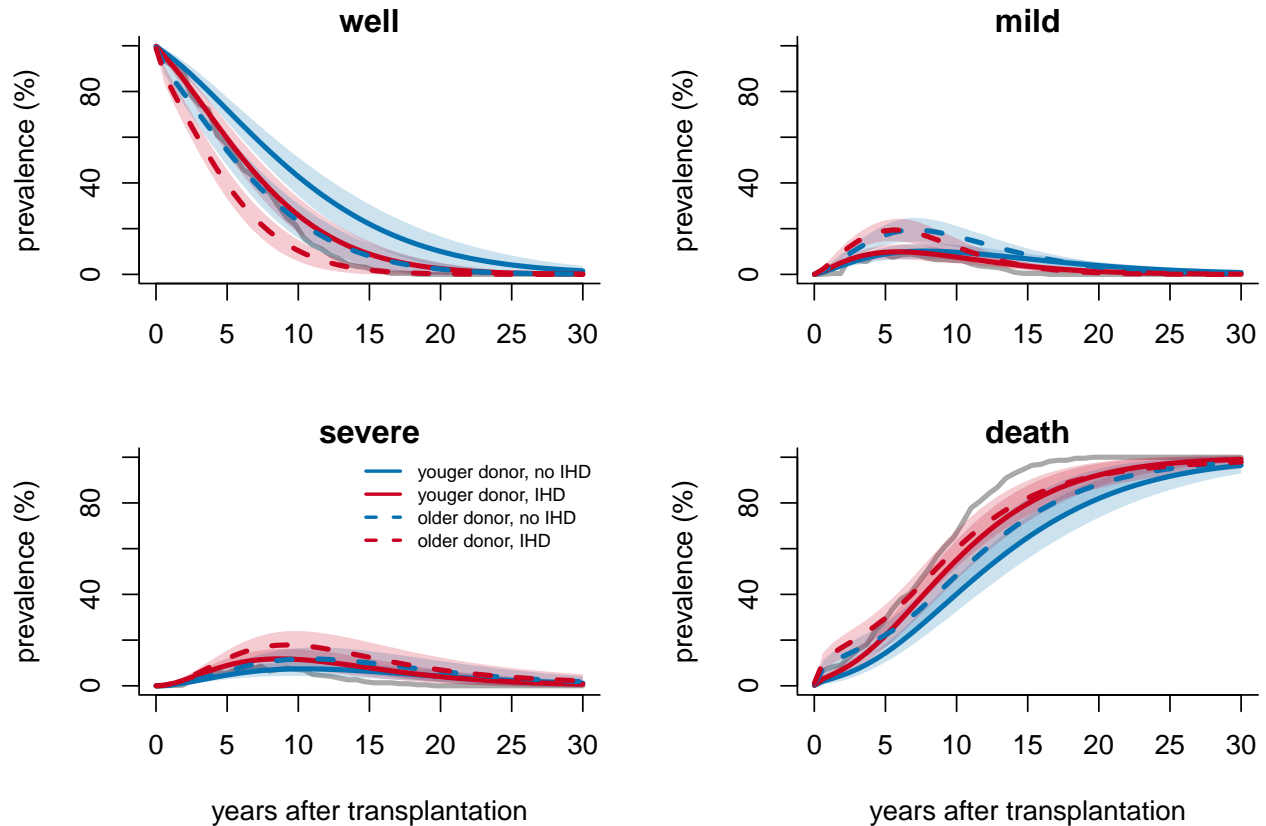 well
prevalence (%)
0 40 80
0 5 10 15 20 25 30
mild
prevalence (%)
0 40 80
0 5 10 15 20 25 30
severe
prevalence (%)
0 40 80
youger donor, no IHD
youger donor, IHD
older donor, no IHD
older donor, IHD
0 5 10 15 20 25 30
years after transplantation
death
prevalence (%)
0 40 80
0 5 10 15 20 25 30
years after transplantation